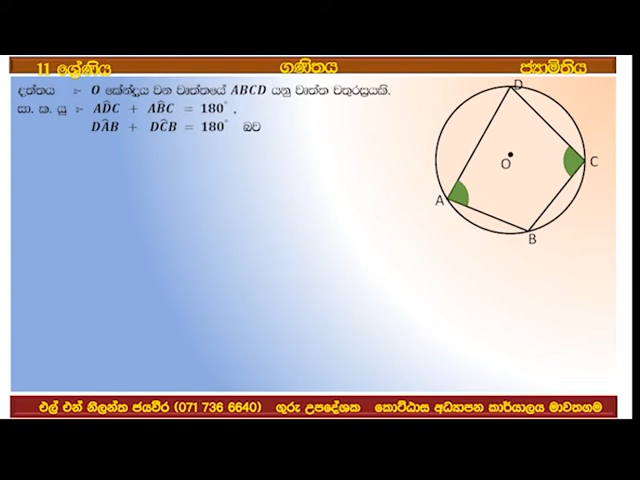 11 ශ්‍රේණිය ගණිතය ජ්‍යාමිතිය
දත්තය :- O කේන්ද්‍රය වන වෘත්තයේ ABCD යනු වෘත්ත චතුරස්‍රයකි.
සා. ක. යු :- AD̂C + AB̂C = 180°,
DÂB + DĈB = 180° බව
D
O
C
A
B
එල් එන් නිලන්ත ජයවීර (071 736 6640) ගුරු උපදේශක කොට්ඨාස අධ්‍යාපන කාර්යාලය මාවතගම